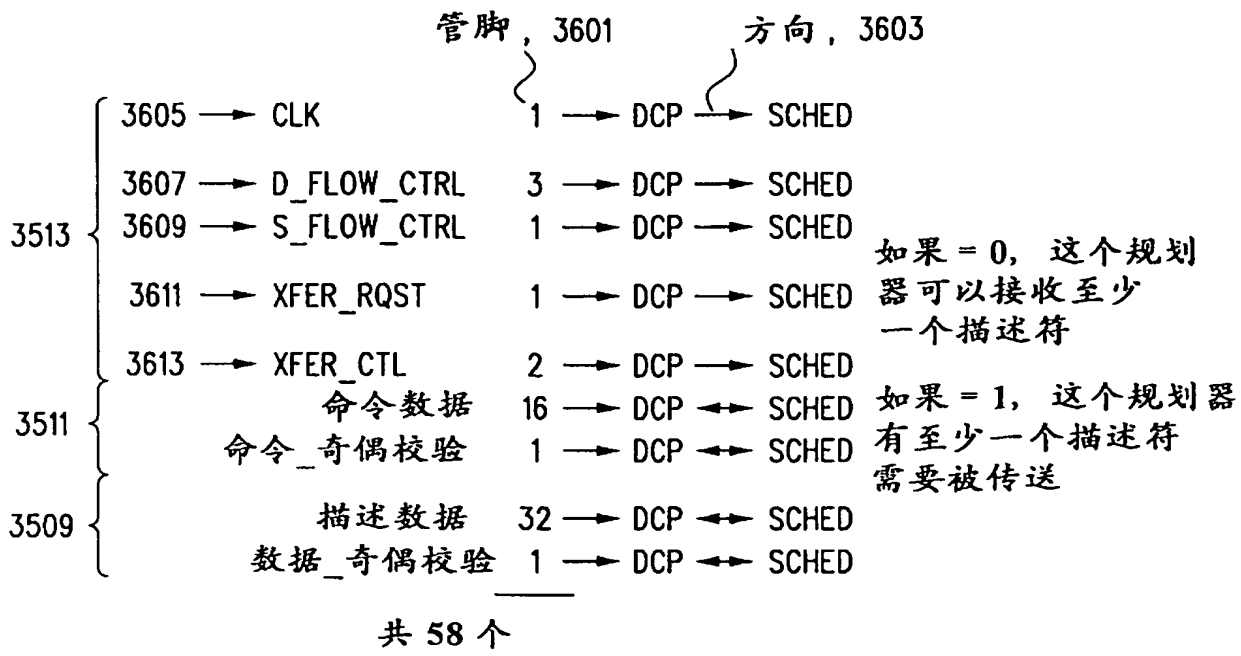 管脚, 3601 方向, 3603
3605 → CLK 1 → DCP → SCHED
3607 → D_FLOW_CTRL 3 → DCP → SCHED
3513
3609 → S_FLOW_CTRL 1 → DCP → SCHED
如果 = 0, 这个规划
器可以接收至少
一个描述符
3611 → XFER_RQST 1 → DCP → SCHED
3613 → XFER_CTL 2 → DCP → SCHED
3511
命令数据 16 → DCP ↔ SCHED
命令_奇偶校验 1 → DCP ↔ SCHED
如果 = 1, 这个规划器
有至少一个描述符
需要被传送
3509
描述数据 32 → DCP ↔ SCHED
数据_奇偶校验 1 → DCP ↔ SCHED
共 58 个